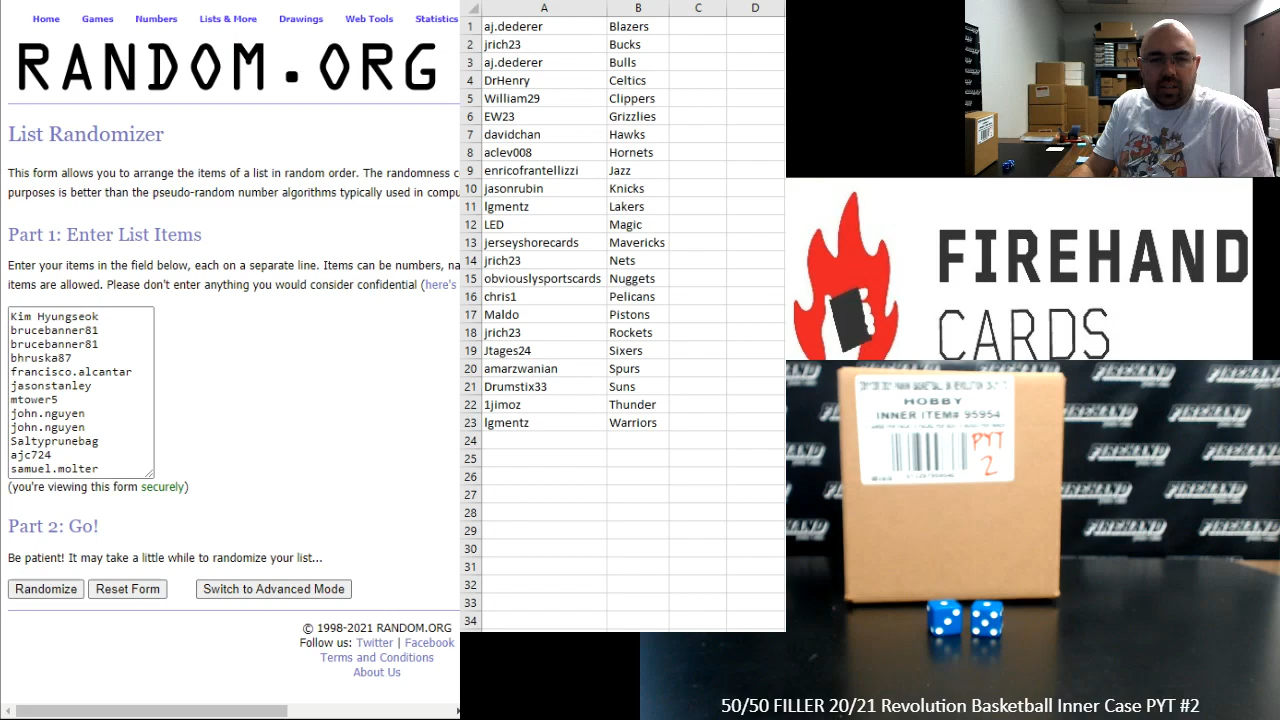 Home Games Numbers Lists & More Drawings Web Tools Statistics
RANDOM.ORG
List Randomizer
This form allows you to arrange the items of a list in random order. The randomness c
purposes is better than the pseudo-random number algorithms typically used in compu
Part 1: Enter List Items
Enter your items in the field below, each on a separate line. Items can be numbers, na
items are allowed. Please don't enter anything you would consider confidential (here's
Kim Hyungseok
brucebanner81
brucebanner81
bhruska87
francisco.alcantar
jasonstanley
mtower5
john.nguyen
john.nguyen
Saltyprunebag
ajc724
samuel.molter
(you're viewing this form securely)
Part 2: Go!
Be patient! It may take a little while to randomize your list...
Randomize Reset Form Switch to Advanced Mode
© 1998-2021 RANDOM.ORG
Follow us: Twitter | Facebook
Terms and Conditions
About Us
A B C D
1 aj.dederer Blazers
2 jrich23 Bucks
3 aj.dederer Bulls
4 DrHenry Celtics
5 William29 Clippers
6 EW23 Grizzlies
7 davidchan Hawks
8 aclev008 Hornets
9 enricofrantellizzi Jazz
10 jasonrubin Knicks
11 lgmentz Lakers
12 LED Magic
13 jerseyshorecards Mavericks
14 jrich23 Nets
15 obviouslysportscards Nuggets
16 chris1 Pelicans
17 Maldo Pistons
18 jrich23 Rockets
19 Jtages24 Sixers
20 amarzwanian Spurs
21 Drumstix33 Suns
22 1jimoz Thunder
23 lgmentz Warriors
24
25
26
27
28
29
30
31
32
33
34
FIREHAND
CARDS
HOBBY
INNER ITEM# 95954
PYT
2
FIREHAND
FIREHAND
FIREHAND
FIREHAND
FIREHAND
FIREHAND
50/50 FILLER 20/21 Revolution Basketball Inner Case PYT #2